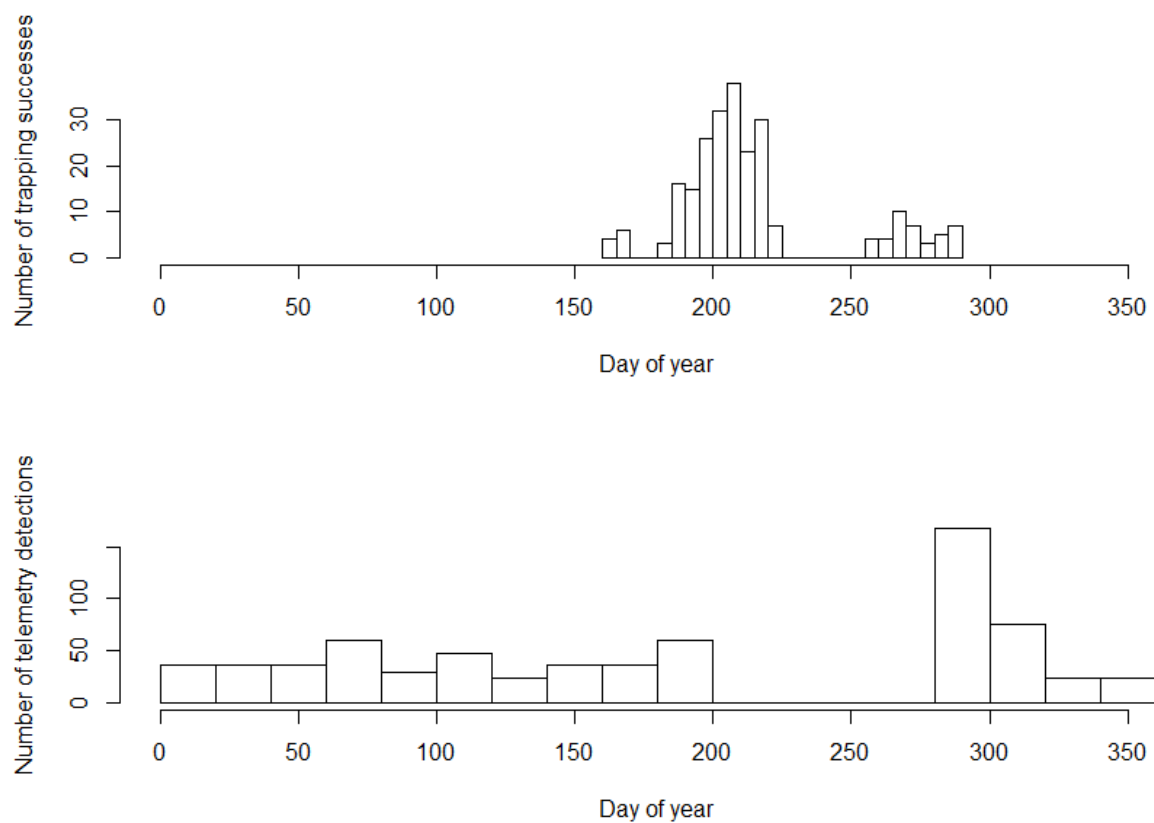 Number of trapping successes
30
20
10
0
0 50 100 150 200 250 300 350
Day of year
Number of telemetry detections
100
50
0
0 50 100 150 200 250 300 350
Day of year